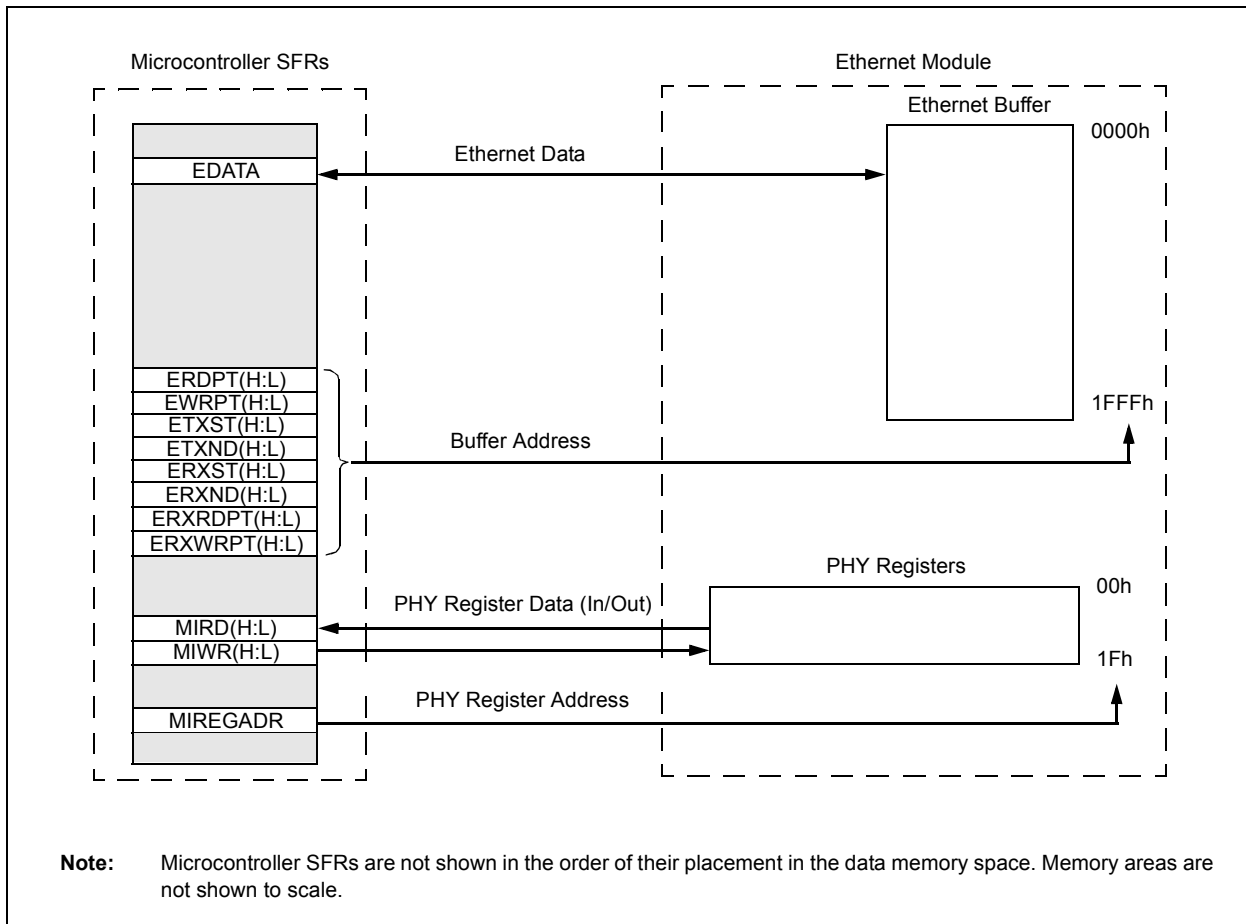 Microcontroller SFRs
Ethernet Module
Ethernet Buffer
0000h
Ethernet Data
EDATA
ERDPT(H:L)
EWRPT(H:L)
ETXST(H:L)
ETXND(H:L)
ERXST(H:L)
ERXND(H:L)
ERXRDPT(H:L)
ERXWRPT(H:L)
1FFFh
Buffer Address
PHY Registers
00h
PHY Register Data (In/Out)
MIRD(H:L)
MIWR(H:L)
1Fh
PHY Register Address
MIREGADR
Note: Microcontroller SFRs are not shown in the order of their placement in the data memory space. Memory areas are
not shown to scale.